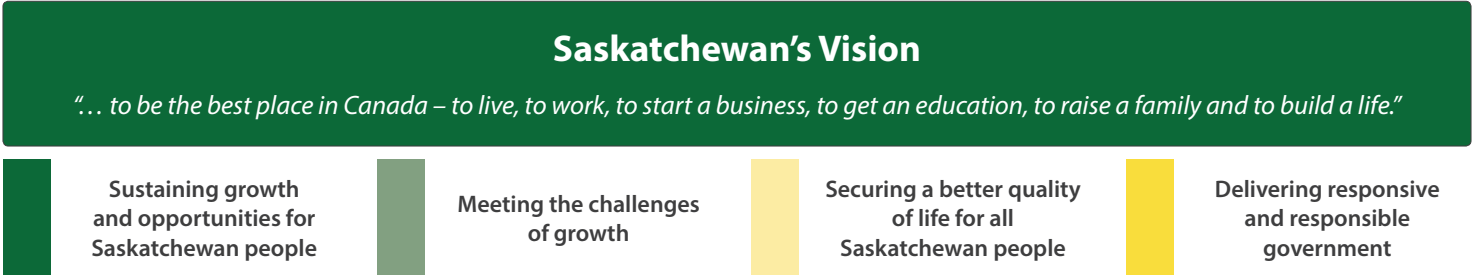 Saskatchewan’s Vision
“… to be the best place in Canada – to live, to work, to start a business, to get an education, to raise a family and to build a life.”
Sustaining growth
and opportunities for
Saskatchewan people
Meeting the challenges
of growth
Securing a better quality
of life for all
Saskatchewan people
Delivering responsive
and responsible
government